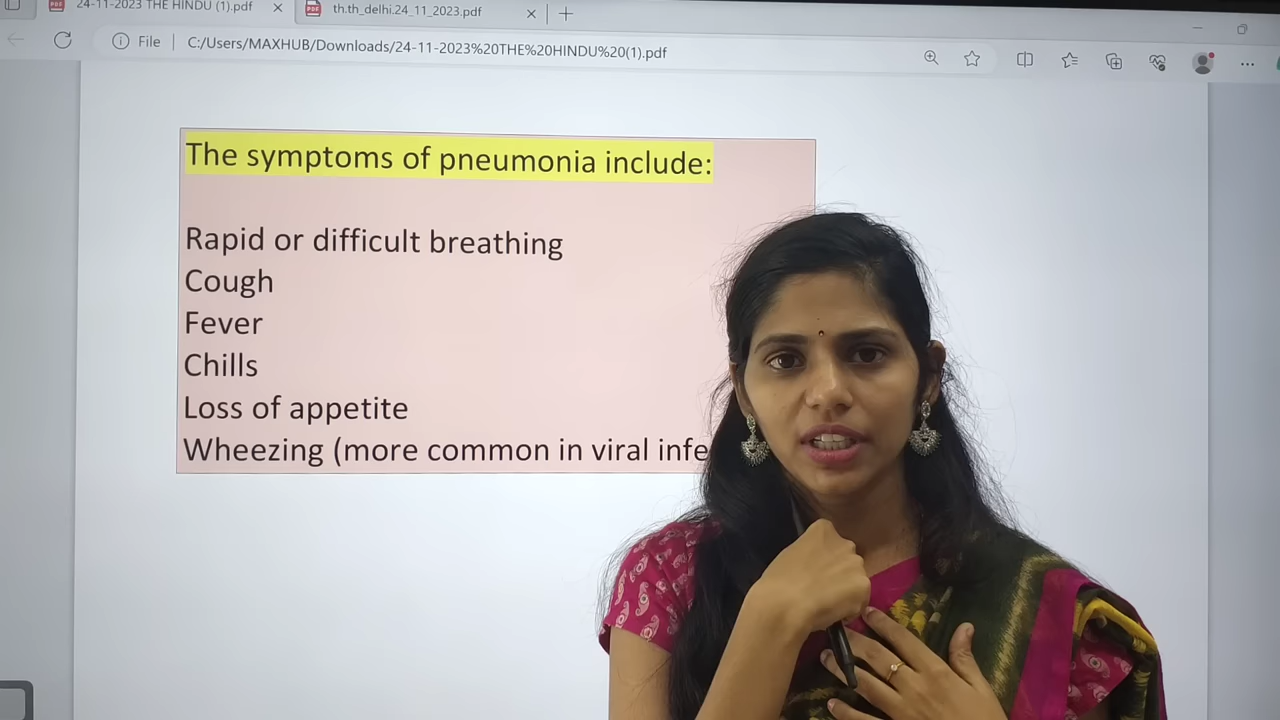 24-11-2023 THE HINDU (1).pdf
th.th_delhi.24_11_2023.pdf
File
C:/Users/MAXHUB/Downloads/24-11-2023%20THE%20HINDU%20(1).pdf
The symptoms of pneumonia include:
Rapid or difficult breathing
Cough
Fever
Chills
Loss of appetite
Wheezing (more common in viral infe